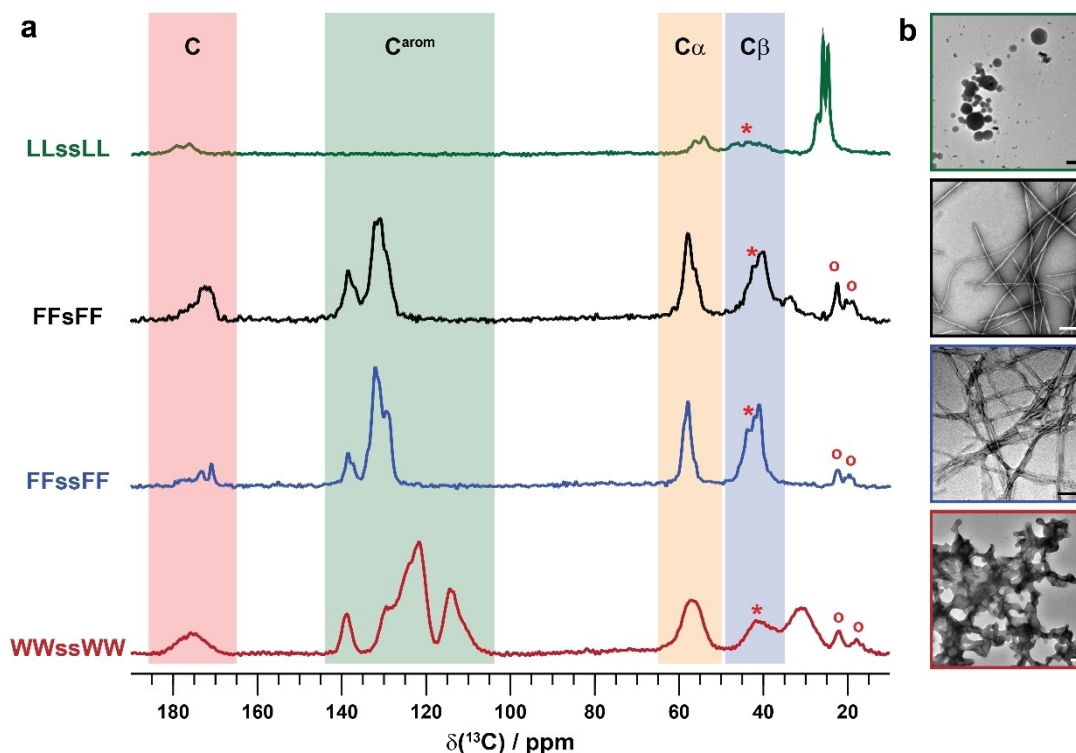 a
b
C
C^arom
Cα
Cβ
LLssLL
*
FFsFF
*
o
o
FFssFF
*
o
o
WWssWW
*
o
o
180 160 140 120 100 80 60 40 20
δ(¹³C) / ppm